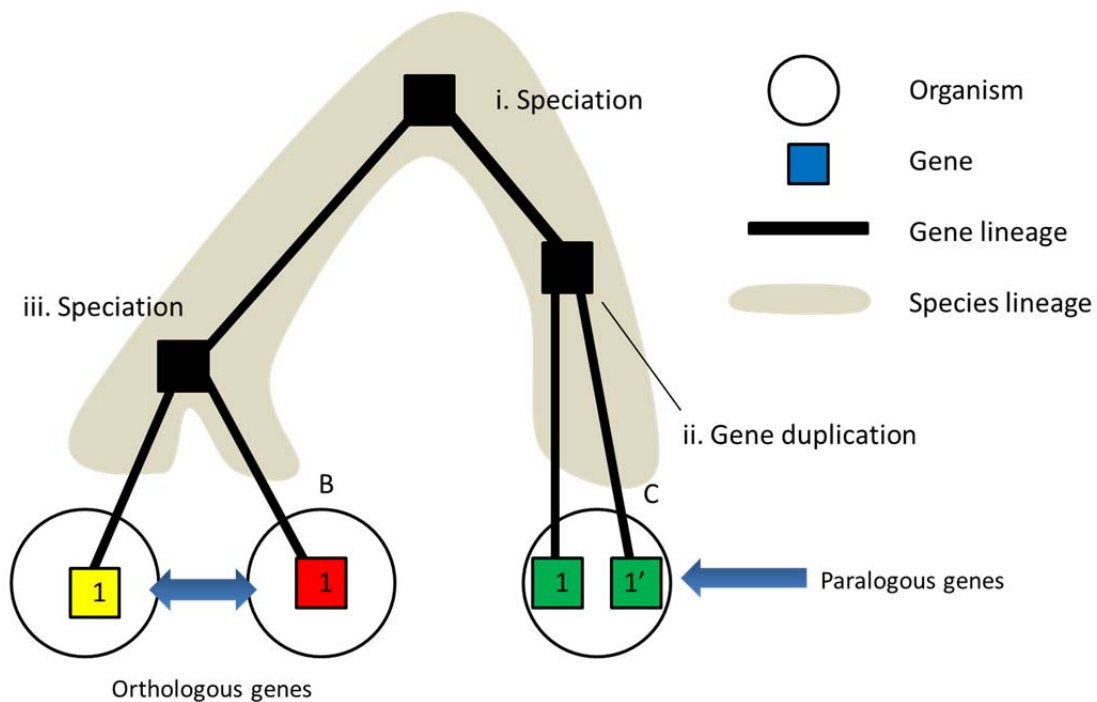 i. Speciation
Organism
Gene
Gene lineage
Species lineage
iii. Speciation
ii. Gene duplication
B
C
1
1
1
1’
Paralogous genes
Orthologous genes